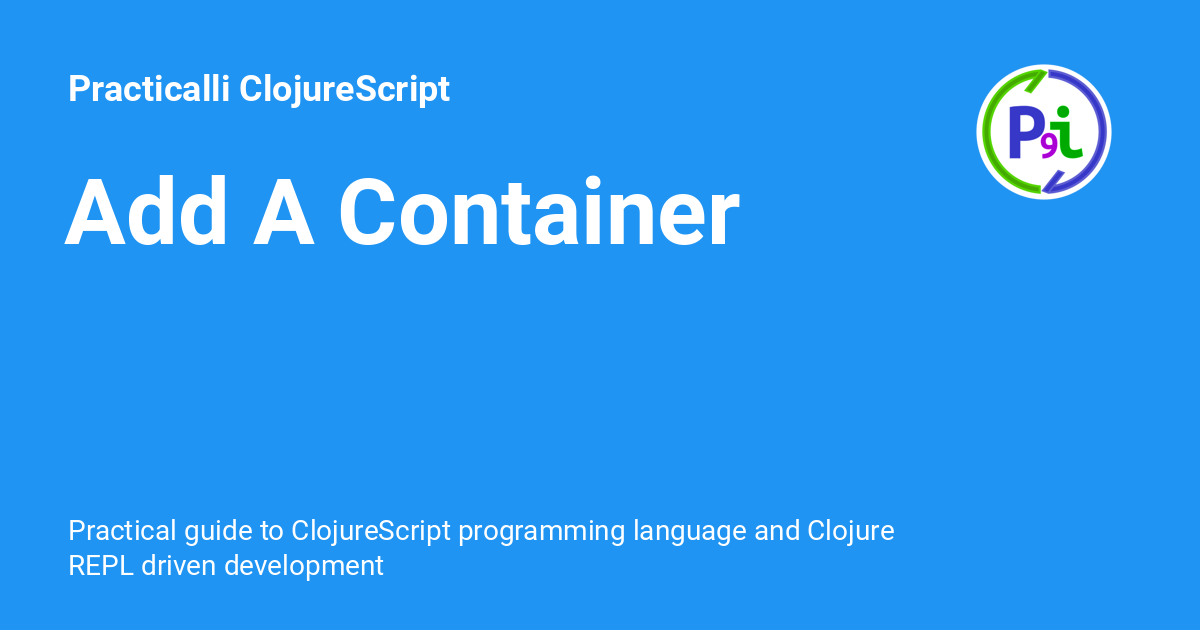 Practicalli ClojureScript
P9i
Add A Container
Practical guide to ClojureScript programming language and Clojure
REPL driven development